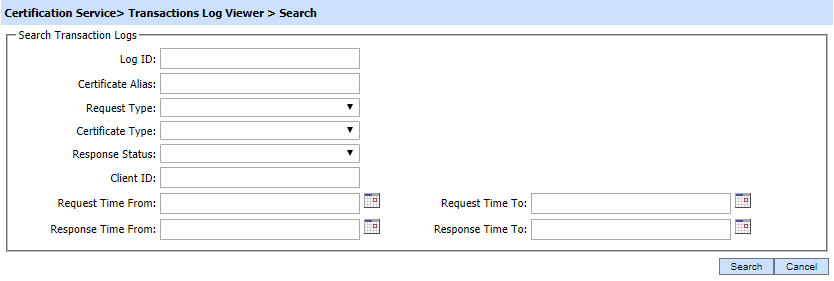 Certification Service> Transactions Log Viewer > Search
Search Transaction Logs
Log ID:
Certificate Alias:
Request Type:
Certificate Type:
Response Status:
Client ID:
Request Time From: Request Time To:
Response Time From: Response Time To:
Search Cancel